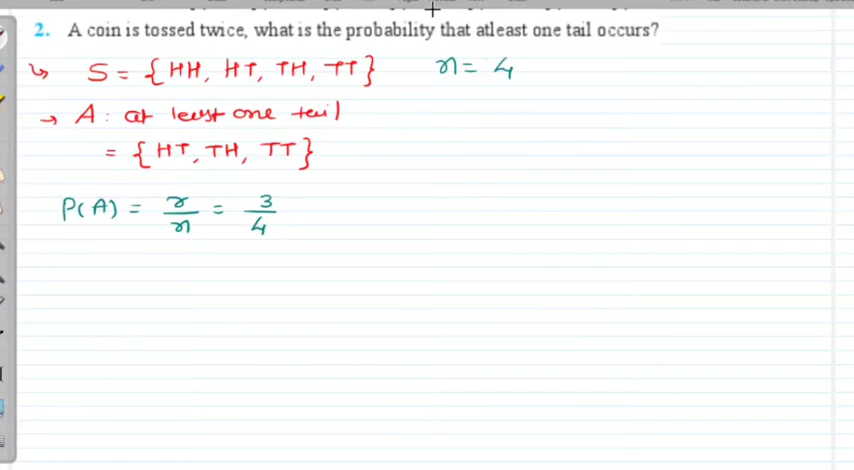 2. A coin is tossed twice, what is the probability that atleast one tail occurs?
↳ S = {HH, HT, TH, TT} n = 4
→ A : at least one tail
= {HT, TH, TT}
P(A) = r/n = 3/4